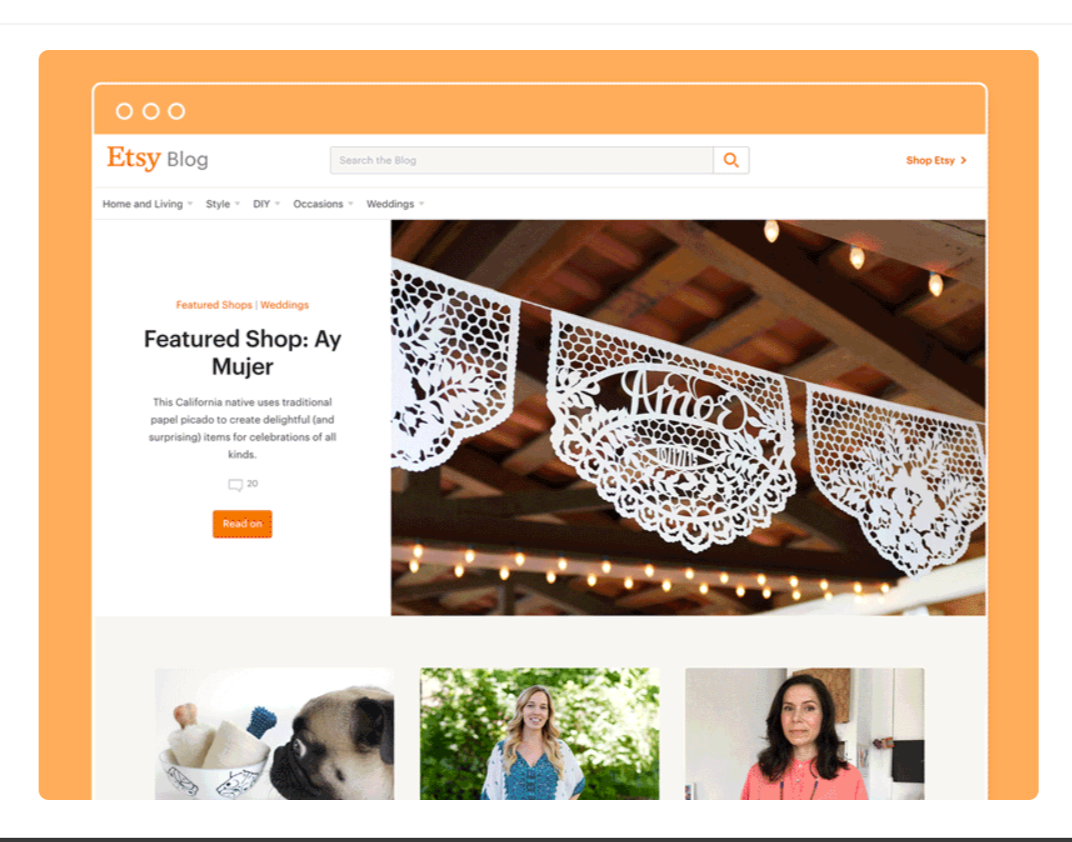 Etsy Blog
Search the Blog
Shop Etsy
Home and Living Style DIY Occasions Weddings
Featured Shops | Weddings
Featured Shop: Ay
Mujer
This California native uses traditional
papel picado to create delightful (and
surprising) items for celebrations of all
kinds.
20
Read on
Amor